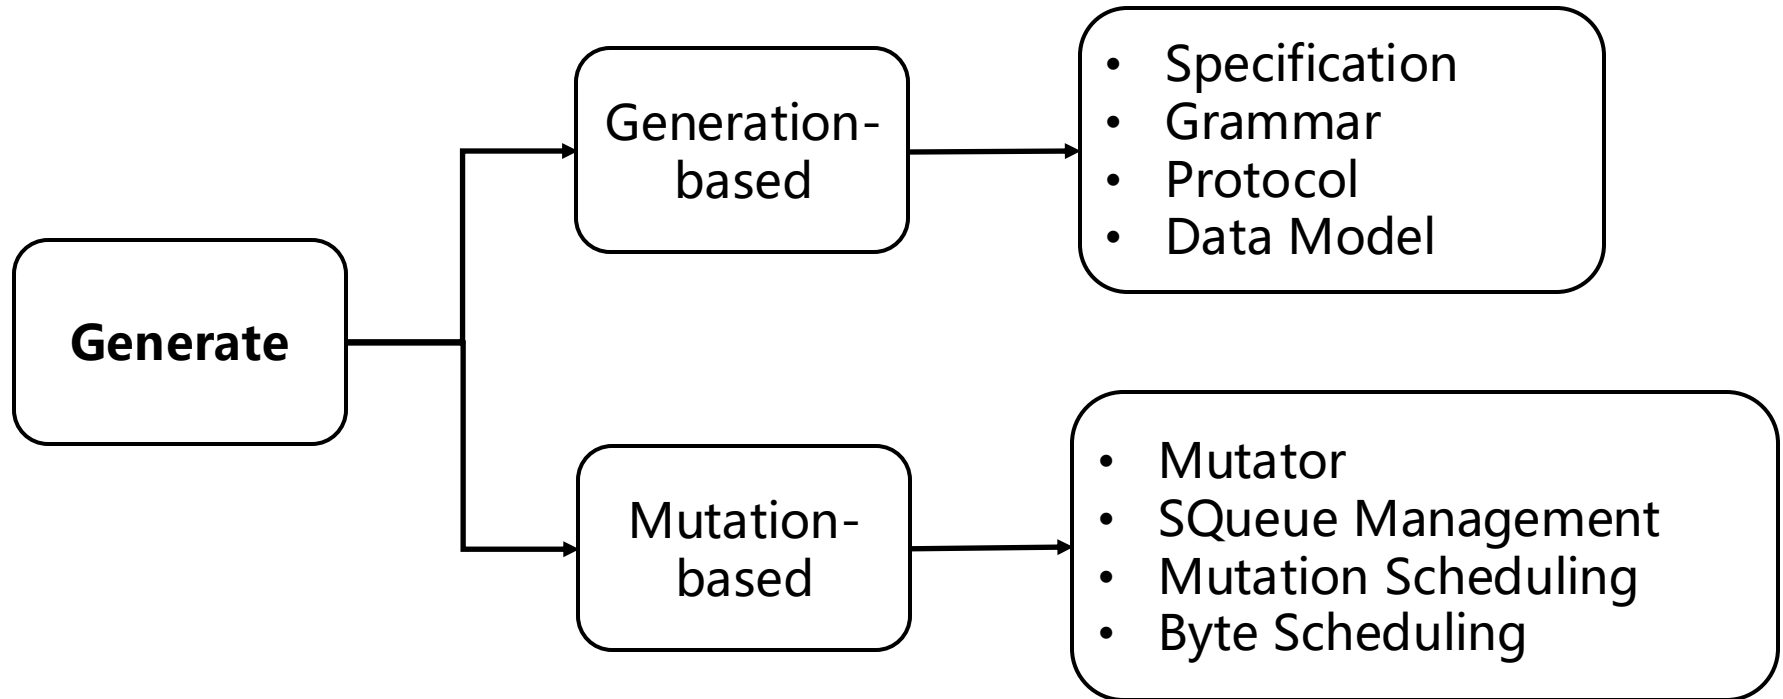 Generate
Generation-
based
• Specification
• Grammar
• Protocol
• Data Model
Mutation-
based
• Mutator
• SQueue Management
• Mutation Scheduling
• Byte Scheduling